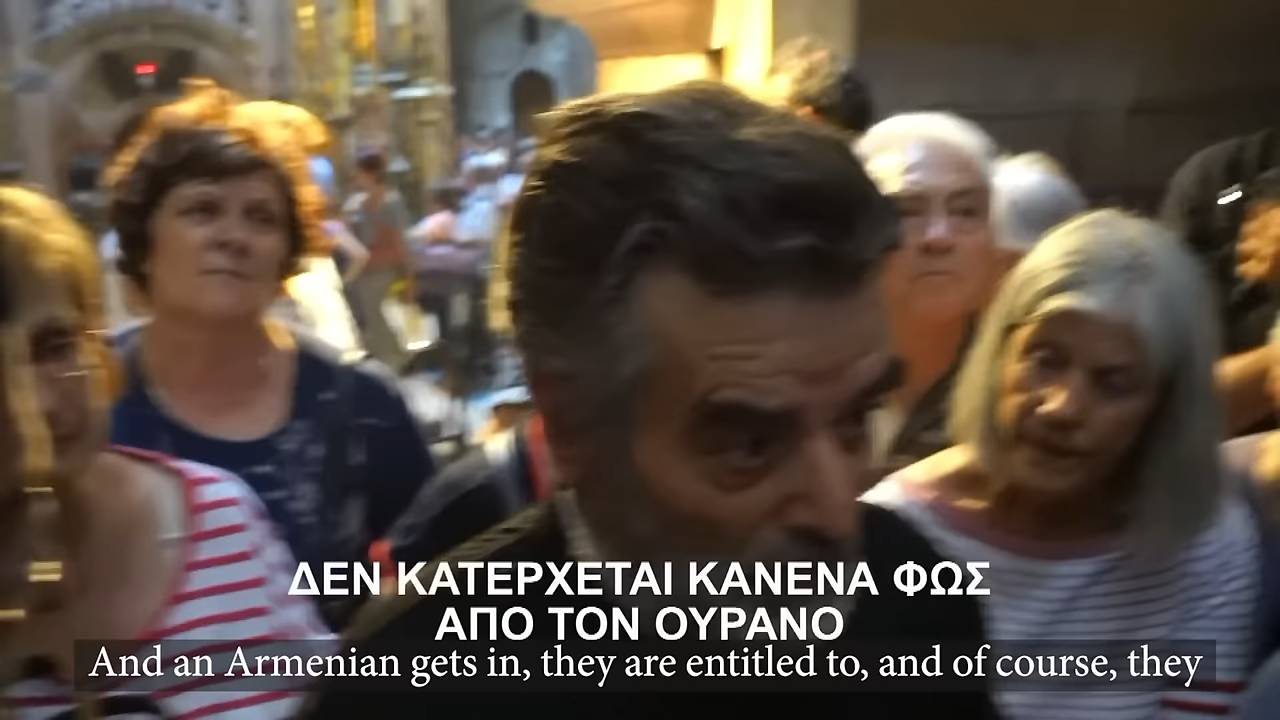 ΔΕΝ ΚΑΤΕΡΧΕΤΑΙ ΚΑΝΕΝΑ ΦΩΣ
ΑΠΟ ΤΟΝ ΟΥΡΑΝΟ
And an Armenian gets in, they are entitled to, and of course, they